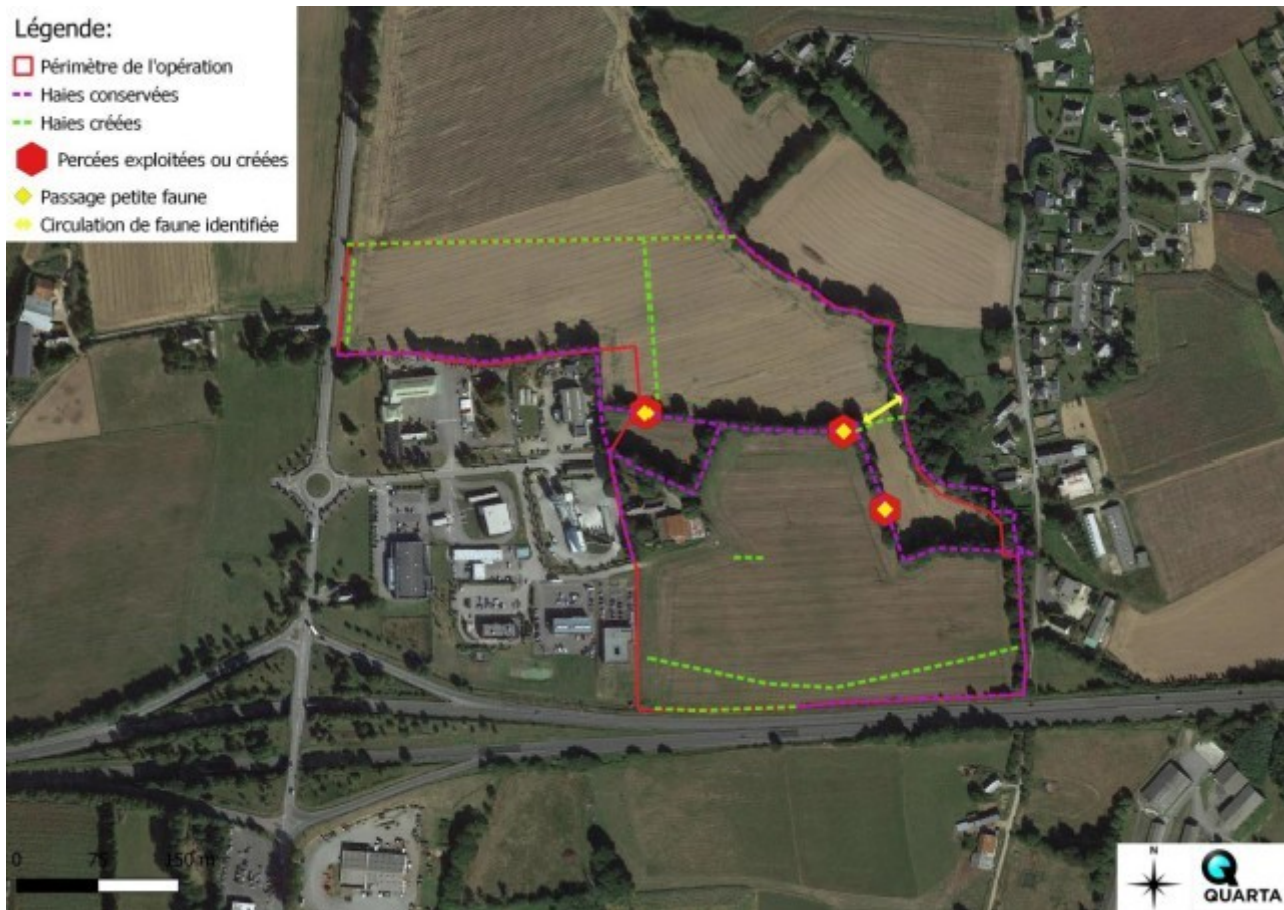 Légende:
Périmètre de l'opération
Haies conservées
Haies créées
Percées exploitées ou créées
Passage petite faune
Circulation de faune identifiée
0 75 150 m
N
QUARTA